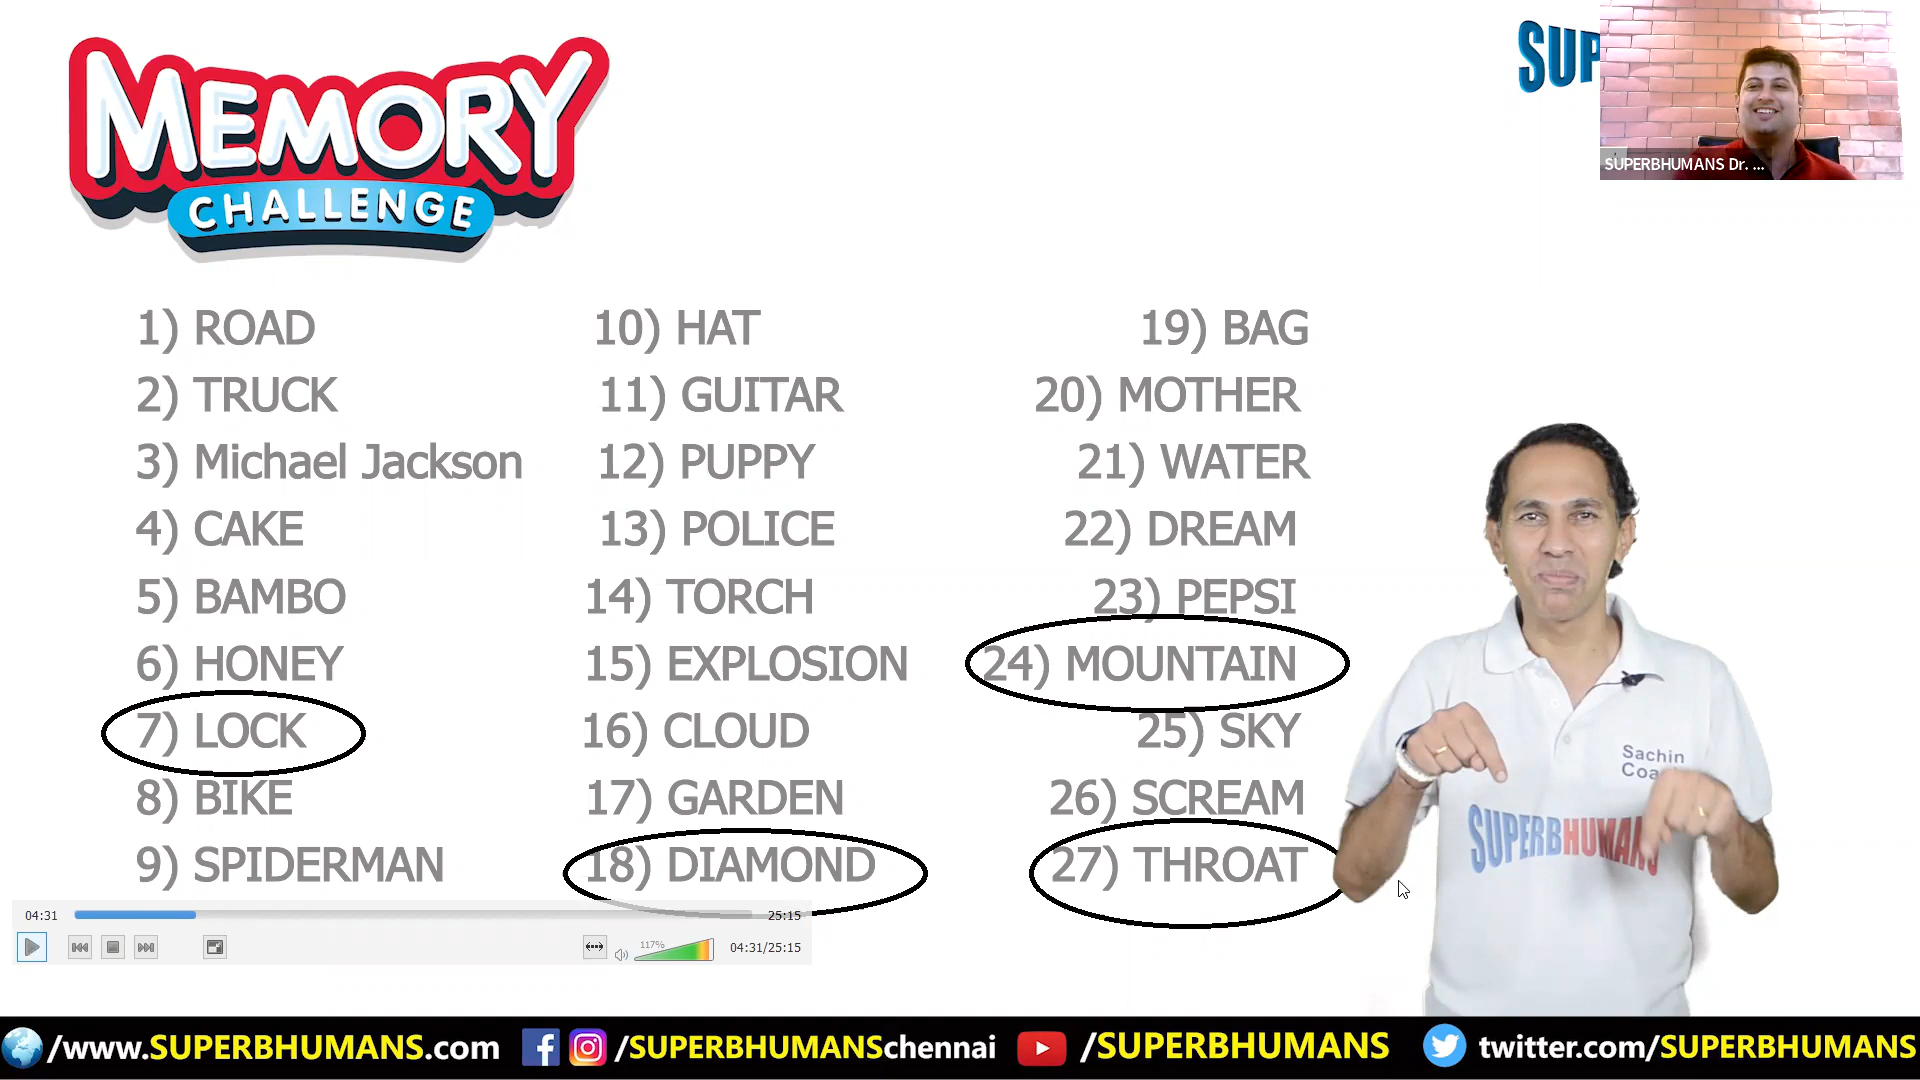 MEMORY
CHALLENGE
SUP
SUPERBHUMANS Dr. ...
1) ROAD
2) TRUCK
3) Michael Jackson
4) CAKE
5) BAMBO
6) HONEY
7) LOCK
8) BIKE
9) SPIDERMAN
10) HAT
11) GUITAR
12) PUPPY
13) POLICE
14) TORCH
15) EXPLOSION
16) CLOUD
17) GARDEN
18) DIAMOND
19) BAG
20) MOTHER
21) WATER
22) DREAM
23) PEPSI
24) MOUNTAIN
25) SKY
26) SCREAM
27) THROAT
Sachin
Coa
SUPERBHUMANS
04:31
25:15
117%
04:31/25:15
/www.SUPERBHUMANS.com /SUPERBHUMANSchennai /SUPERBHUMANS twitter.com/SUPERBHUMANS